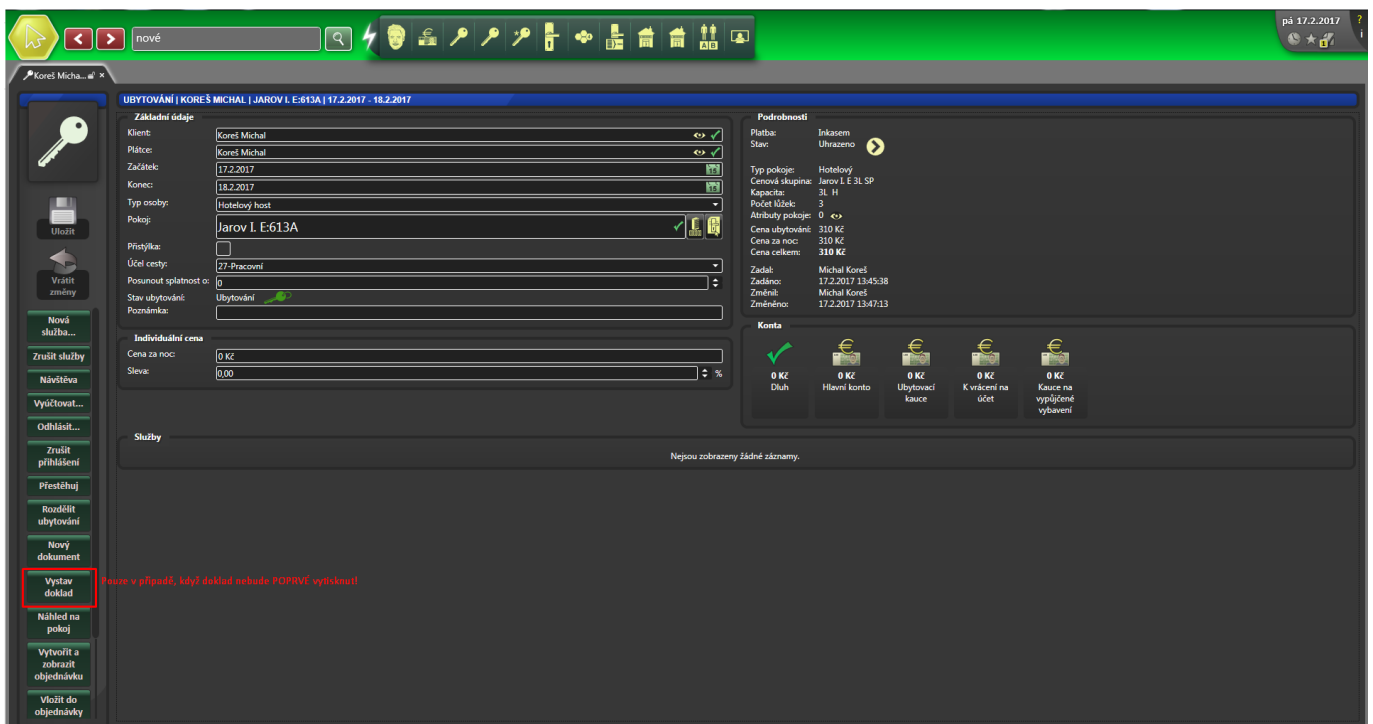 nové
pá 17.2.2017
?
i
A B
1
Koreš Micha...
UBYTOVÁNÍ | KOREŠ MICHAL | JAROV I. E:613A | 17.2.2017 - 18.2.2017
Základní údaje
Klient: Koreš Michal
Plátce: Koreš Michal
Začátek: 17.2.2017
15
Konec: 18.2.2017
15
Typ osoby: Hotelový host
Pokoj: Jarov I. E:613A
Přistýlka:
Účel cesty: 27-Pracovní
Posunout splatnost o: 0
Stav ubytování: Ubytování
Poznámka:
Individuální cena
Cena za noc: 0 Kč
Sleva: 0,00 %
Podrobnosti
Platba: Inkasem
Stav: Uhrazeno
Typ pokoje: Hotelový
Cenová skupina: Jarov I. E 3L SP
Kapacita: 3L H
Počet lůžek: 3
Atributy pokoje: 0
Cena ubytování: 310 Kč
Cena za noc: 310 Kč
Cena celkem: 310 Kč
Zadal: Michal Koreš
Zadáno: 17.2.2017 13:45:38
Změnil: Michal Koreš
Změněno: 17.2.2017 13:47:13
Konta
0 Kč
Dluh
0 Kč
Hlavní konto
0 Kč
Ubytovací
kauce
0 Kč
K vrácení na
účet
0 Kč
Kauce na
vypůjčené
vybavení
Služby
Nejsou zobrazeny žádné záznamy.
Uložit
Vrátit
změny
Nová
služba...
Zrušit služby
Návštěva
Vyúčtovat...
Odhlásit...
Zrušit
přihlášení
Přestěhuj
Rozdělit
ubytování
Nový
dokument
Vystav
doklad
Pouze v případě, když doklad nebude POPRVÉ vytisknut!
Náhled na
pokoj
Vytvořit a
zobrazit
objednávku
Vložit do
objednávky